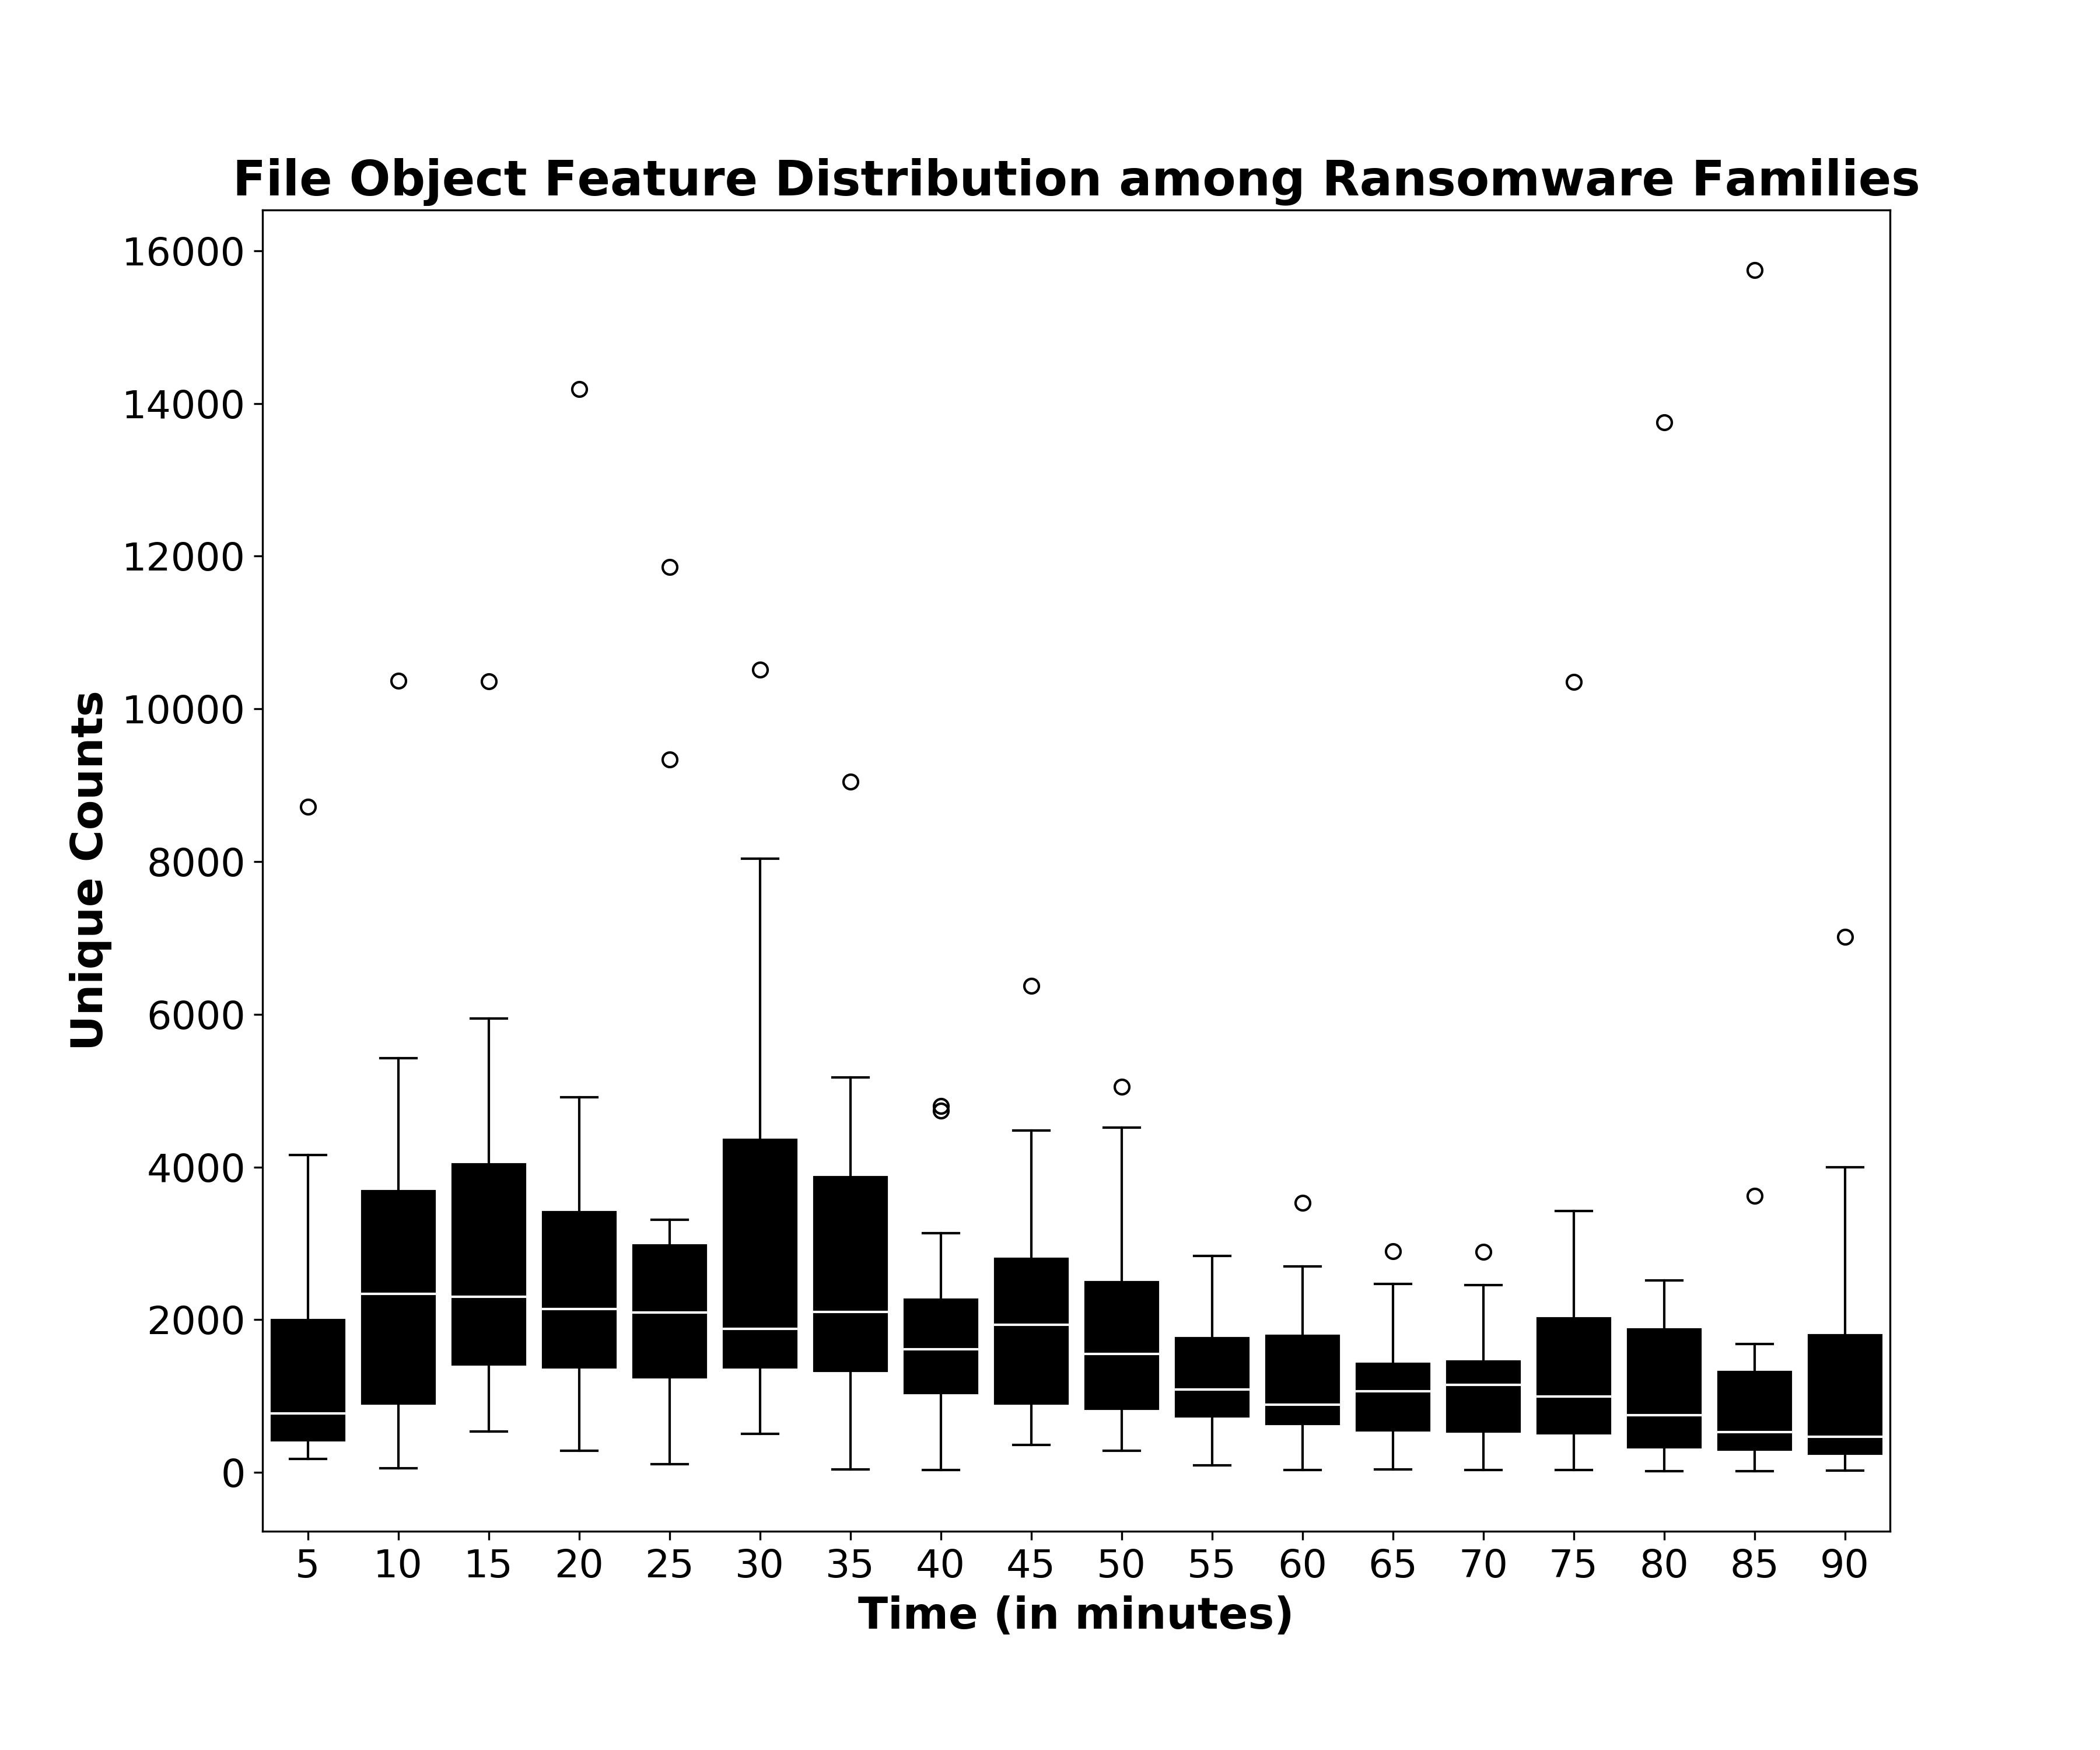 File Object Feature Distribution among Ransomware Families
Unique Counts
16000
14000
12000
10000
8000
6000
4000
2000
0
5 10 15 20 25 30 35 40 45 50 55 60 65 70 75 80 85 90
Time (in minutes)